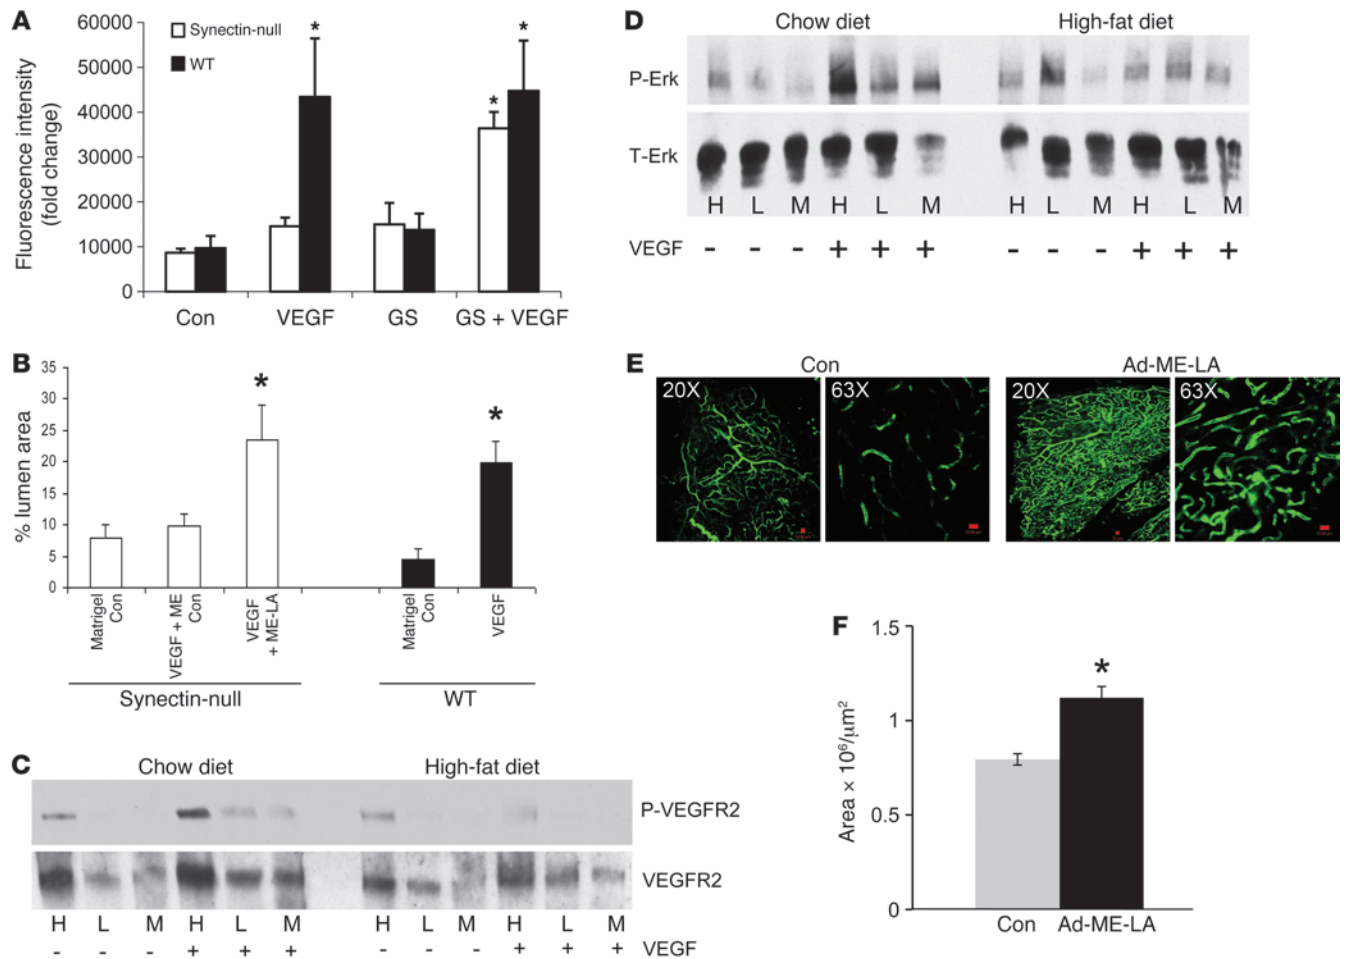 A
60000
50000
40000
30000
20000
10000
0
Fluorescence intensity
(fold change)
Synectin-null
WT
*
*
*
Con VEGF GS GS + VEGF
B
35
30
25
20
15
10
5
0
% lumen area
*
*
Matrigel
Con
VEGF + ME
Con
VEGF
+ ME-LA
Matrigel
Con
VEGF
Synectin-null WT
C
Chow diet High-fat diet
P-VEGFR2
VEGFR2
H L M H L M H L M H L M
- - - + + + - - - + + + VEGF
D
Chow diet High-fat diet
P-Erk
T-Erk
H L M H L M H L M H L M
VEGF - - - + + + - - - + + +
E
Con Ad-ME-LA
20X 63X 20X 63X
F
1.5
1
0.5
0
Area × 10⁶/μm²
*
Con Ad-ME-LA